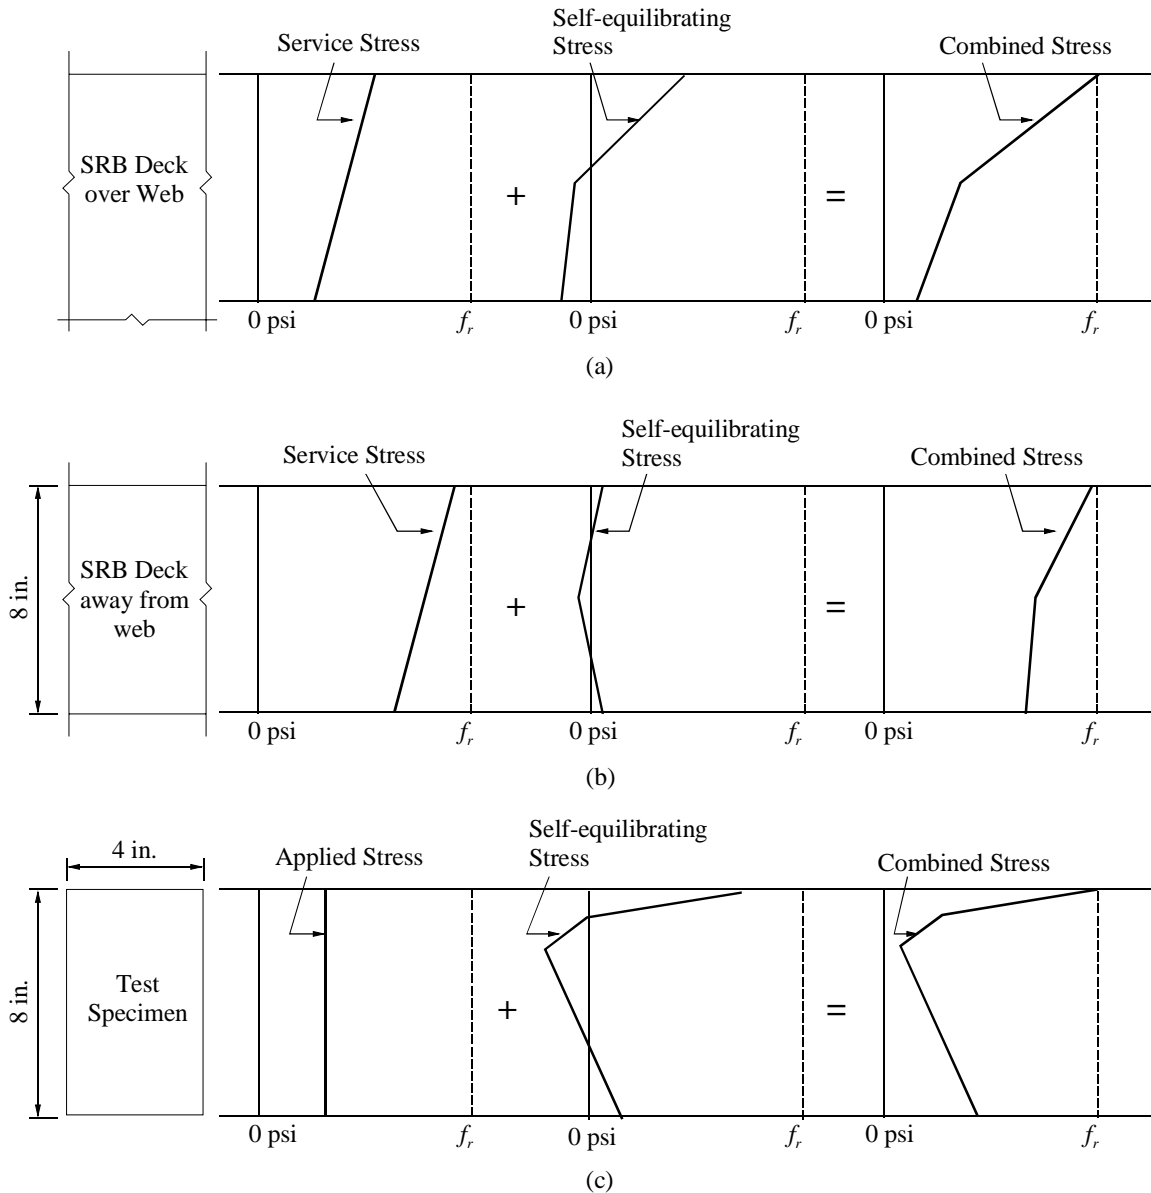 Service Stress
Self-equilibrating
Stress
Combined Stress
SRB Deck
over Web
+
=
0 psi
f_r
0 psi
f_r
0 psi
f_r
(a)
Service Stress
Self-equilibrating
Stress
Combined Stress
8 in.
SRB Deck
away from
web
+
=
0 psi
f_r
0 psi
f_r
0 psi
f_r
(b)
4 in.
Applied Stress
Self-equilibrating
Stress
Combined Stress
8 in.
Test
Specimen
+
=
0 psi
f_r
0 psi
f_r
0 psi
f_r
(c)